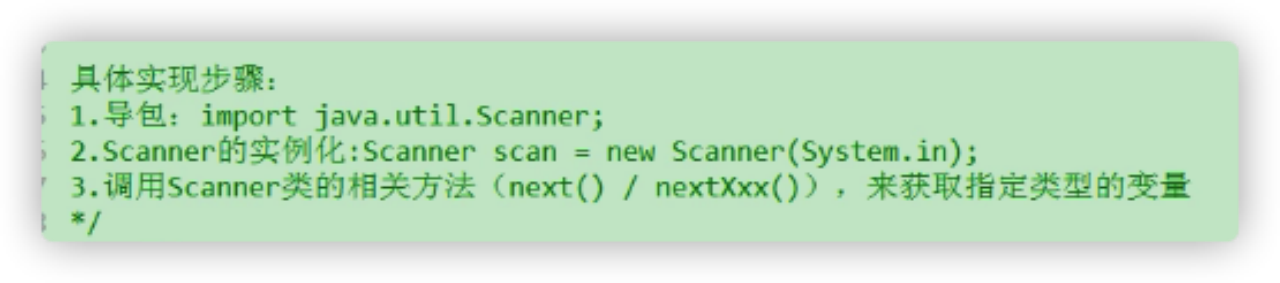 具体实现步骤：
1.导包：import java.util.Scanner;
2.Scanner的实例化:Scanner scan = new Scanner(System.in);
3.调用Scanner类的相关方法（next() / nextXxx()），来获取指定类型的变量
*/